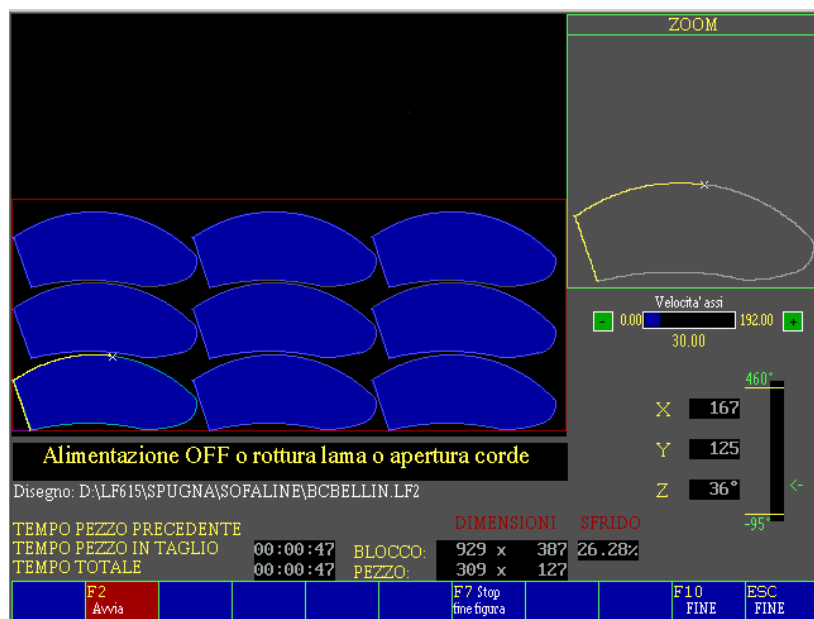 ZOOM
Velocita' assi
- 0.00 192.00 +
30.00
460°
X 167
Y 125
Z 36°
<-
-95°
Alimentazione OFF o rottura lama o apertura corde
Disegno: D:\LF615\SPUGNA\SOFALINE\BCBELLIN.LF2
DIMENSIONI SFRIDO
TEMPO PEZZO PRECEDENTE
TEMPO PEZZO IN TAGLIO 00:00:47 BLOCCO: 929 x 387 26.28%
TEMPO TOTALE 00:00:47 PEZZO: 309 x 127
F2 F7 Stop F10 ESC
Avvia fine figura FINE FINE